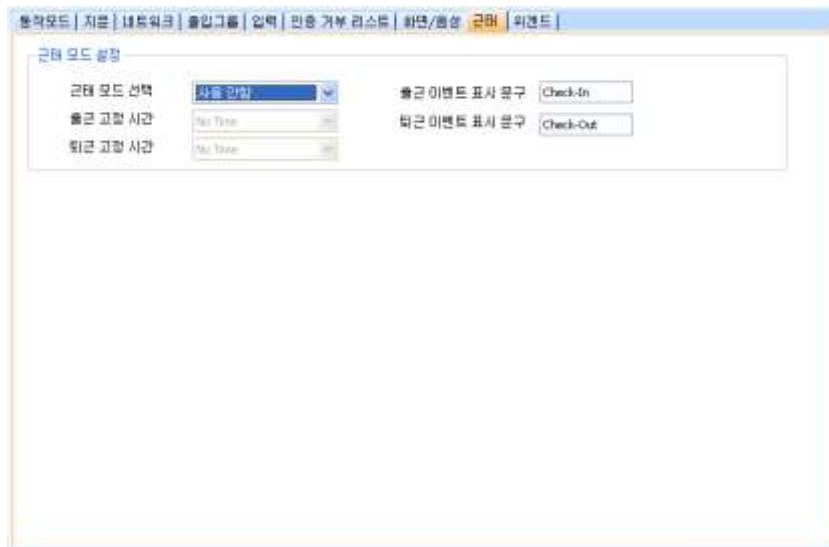 동작모드 | 지문 | 네트워크 | 출입그룹 | 입력 | 인증 거부 리스트 | 화면/음성 근태 | 위겐드 |
근태 모드 설정
근태 모드 선택 사용 안함 출근 이벤트 표시 문구 Check-In
출근 고정 시간 No Time 퇴근 이벤트 표시 문구 Check-Out
퇴근 고정 시간 No Time